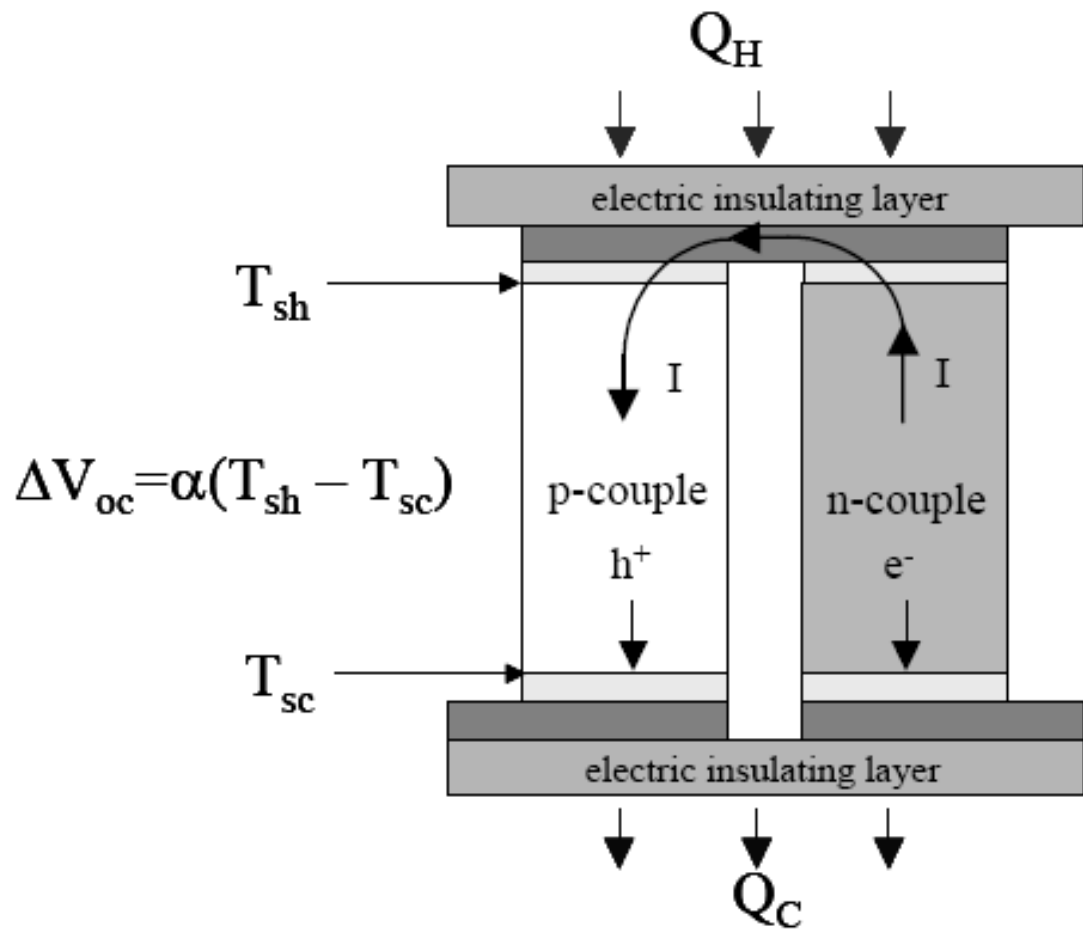 Q_H
electric insulating layer
T_sh
I
I
ΔV_oc=α(T_sh – T_sc)
p-couple
n-couple
h⁺
e⁻
T_sc
electric insulating layer
Q_C